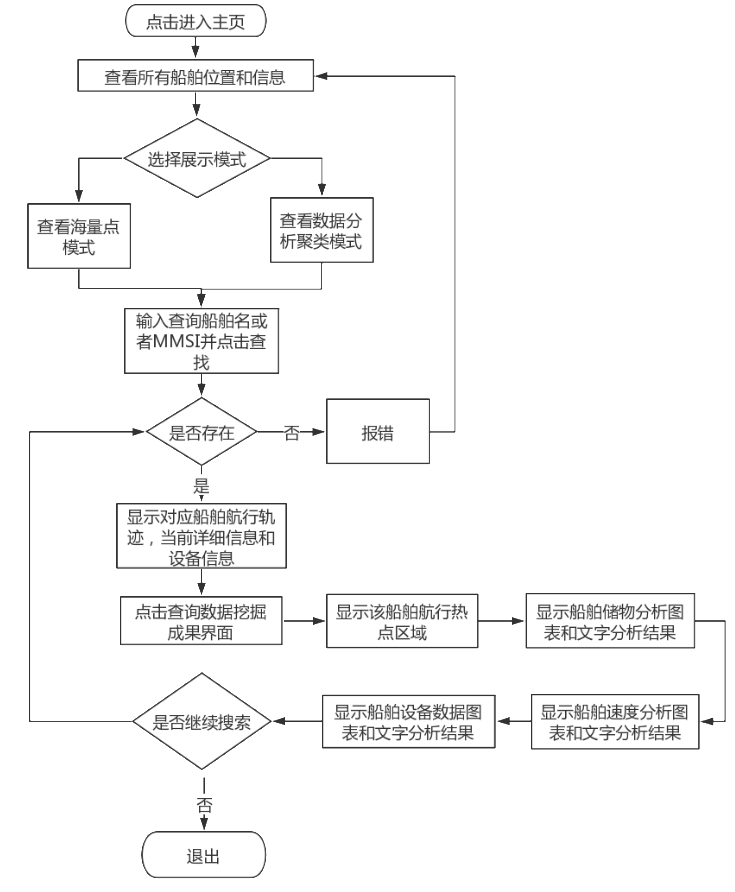 点击进入主页
查看所有船舶位置和信息
选择展示模式
查看海量点
模式
查看数据分
析聚类模式
输入查询船舶名或
者MMSI并点击查
找
是否存在
否
报错
是
显示对应船舶航行轨
迹，当前详细信息和
设备信息
点击查询数据挖掘
成果界面
显示该船舶航行热
点区域
显示船舶储物分析图
表和文字分析结果
显示船舶速度分析图
表和文字分析结果
显示船舶设备数据图
表和文字分析结果
是否继续搜索
否
退出